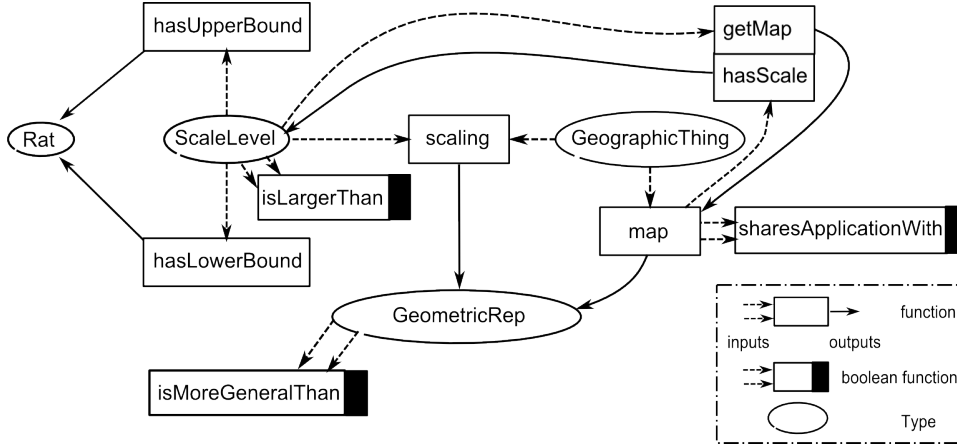 hasUpperBound
getMap
hasScale
Rat
ScaleLevel
scaling
GeographicThing
isLargerThan
map
sharesApplicationWith
hasLowerBound
GeometricRep
isMoreGeneralThan
function
inputs
outputs
boolean function
Type